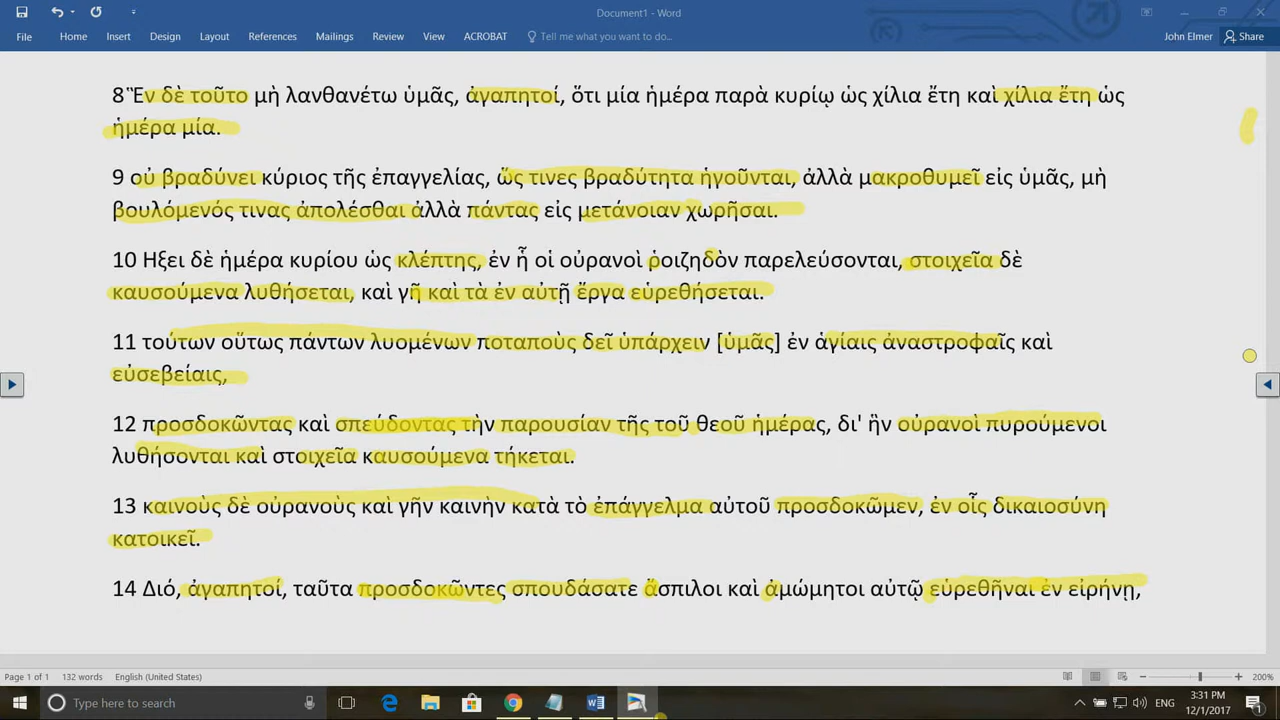 Document1 - Word
File Home Insert Design Layout References Mailings Review View ACROBAT Tell me what you want to do... John Elmer Share
8 Ἓν δὲ τοῦτο μὴ λανθανέτω ὑμᾶς, ἀγαπητοί, ὅτι μία ἡμέρα παρὰ κυρίῳ ὡς χίλια ἔτη καὶ χίλια ἔτη ὡς
ἡμέρα μία.
9 οὐ βραδύνει κύριος τῆς ἐπαγγελίας, ὥς τινες βραδύτητα ἡγοῦνται, ἀλλὰ μακροθυμεῖ εἰς ὑμᾶς, μὴ
βουλόμενός τινας ἀπολέσθαι ἀλλὰ πάντας εἰς μετάνοιαν χωρῆσαι.
10 Ηξει δὲ ἡμέρα κυρίου ὡς κλέπτης, ἐν ᾗ οἱ οὐρανοὶ ῥοιζηδὸν παρελεύσονται, στοιχεῖα δὲ
καυσούμενα λυθήσεται, καὶ γῆ καὶ τὰ ἐν αὐτῇ ἔργα εὑρεθήσεται.
11 τούτων οὕτως πάντων λυομένων ποταποὺς δεῖ ὑπάρχειν [ὑμᾶς] ἐν ἁγίαις ἀναστροφαῖς καὶ
εὐσεβείαις,
12 προσδοκῶντας καὶ σπεύδοντας τὴν παρουσίαν τῆς τοῦ θεοῦ ἡμέρας, δι' ἣν οὐρανοὶ πυρούμενοι
λυθήσονται καὶ στοιχεῖα καυσούμενα τήκεται.
13 καινοὺς δὲ οὐρανοὺς καὶ γῆν καινὴν κατὰ τὸ ἐπάγγελμα αὐτοῦ προσδοκῶμεν, ἐν οἷς δικαιοσύνη
κατοικεῖ.
14 Διό, ἀγαπητοί, ταῦτα προσδοκῶντες σπουδάσατε ἄσπιλοι καὶ ἀμώμητοι αὐτῷ εὑρεθῆναι ἐν εἰρήνῃ,
Page 1 of 1 132 words English (United States) 200%
Type here to search ENG 3:31 PM
12/1/2017